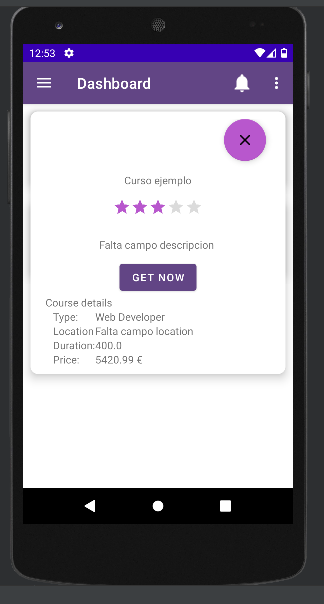 12:53
Dashboard
Curso ejemplo
Falta campo descripcion
GET NOW
Course details
Type: Web Developer
Location Falta campo location
Duration: 400.0
Price: 5420.99 €